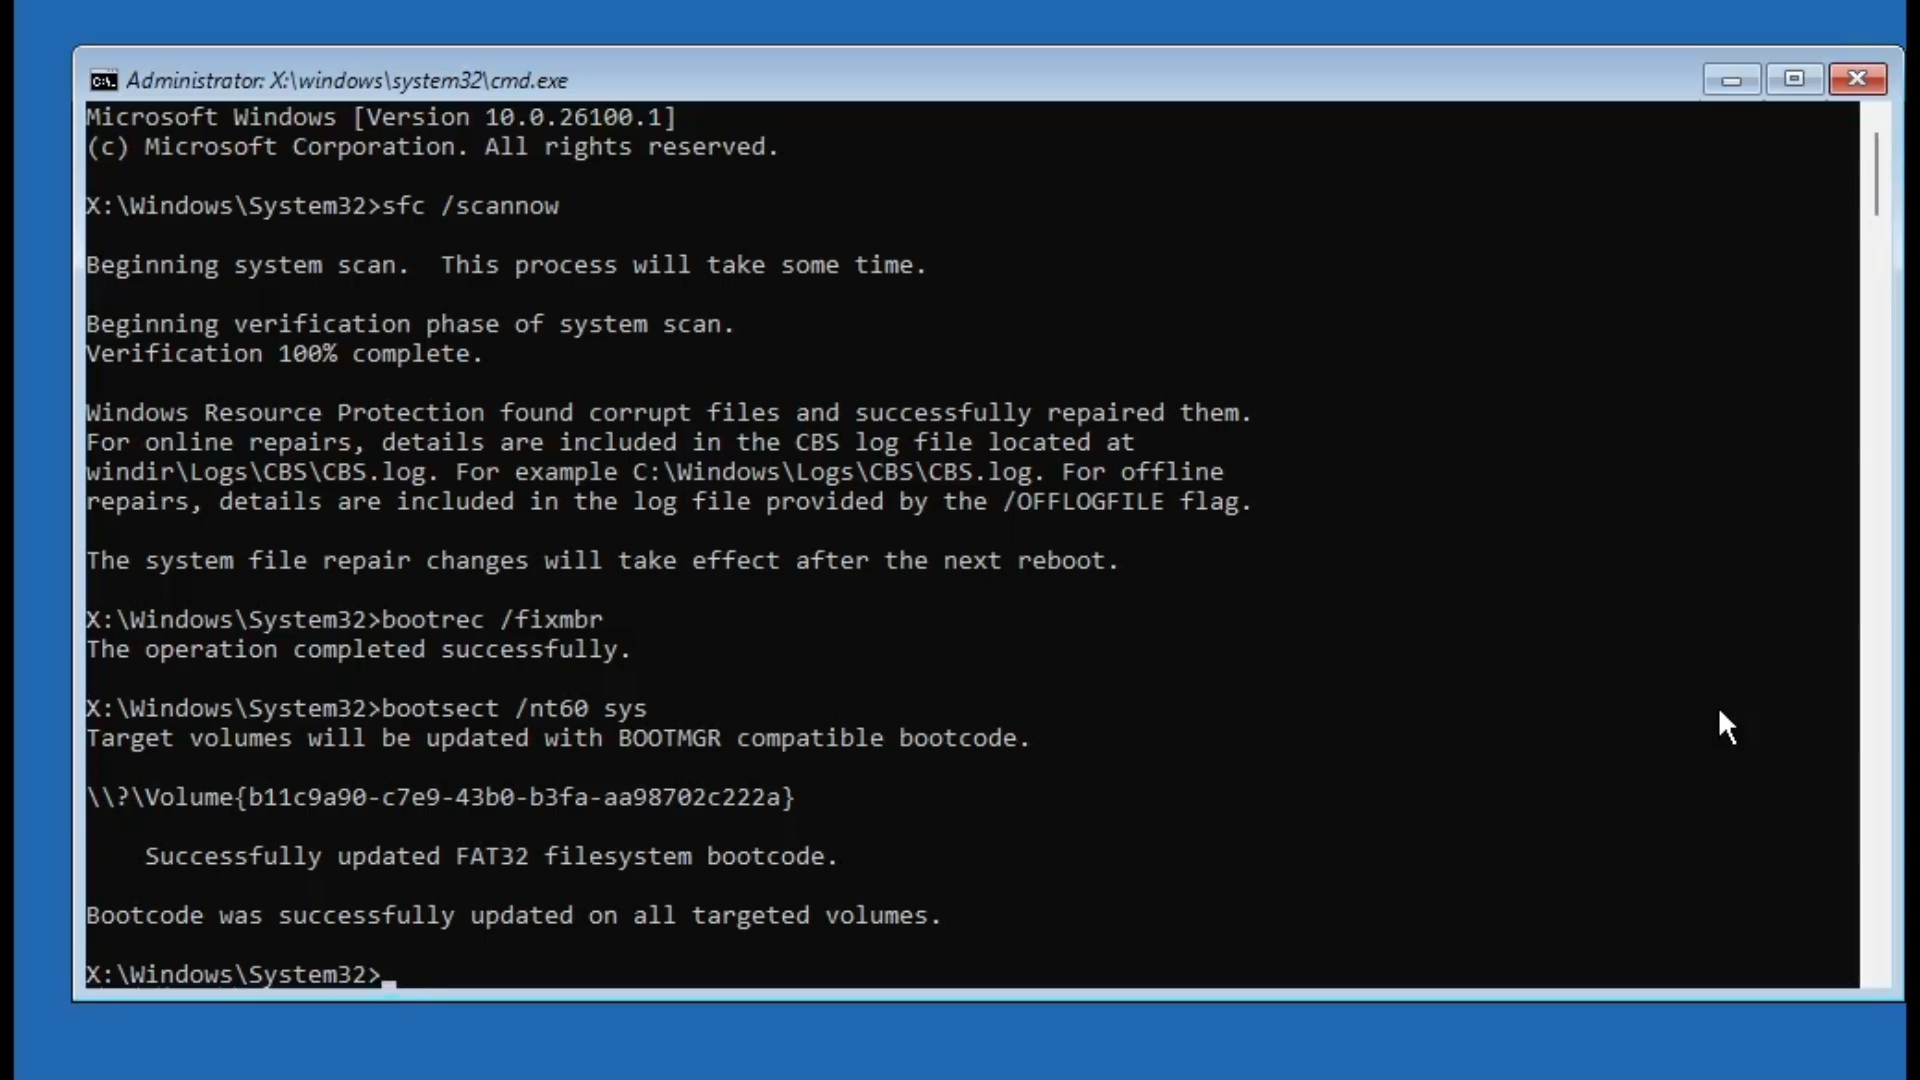 Administrator: X:\windows\system32\cmd.exe
Microsoft Windows [Version 10.0.26100.1]
(c) Microsoft Corporation. All rights reserved.
X:\Windows\System32>sfc /scannow
Beginning system scan.  This process will take some time.
Beginning verification phase of system scan.
Verification 100% complete.
Windows Resource Protection found corrupt files and successfully repaired them.
For online repairs, details are included in the CBS log file located at
windir\Logs\CBS\CBS.log. For example C:\Windows\Logs\CBS\CBS.log. For offline
repairs, details are included in the log file provided by the /OFFLOGFILE flag.
The system file repair changes will take effect after the next reboot.
X:\Windows\System32>bootrec /fixmbr
The operation completed successfully.
X:\Windows\System32>bootsect /nt60 sys
Target volumes will be updated with BOOTMGR compatible bootcode.
\\?\Volume{b11c9a90-c7e9-43b0-b3fa-aa98702c222a}
Successfully updated FAT32 filesystem bootcode.
Bootcode was successfully updated on all targeted volumes.
X:\Windows\System32>